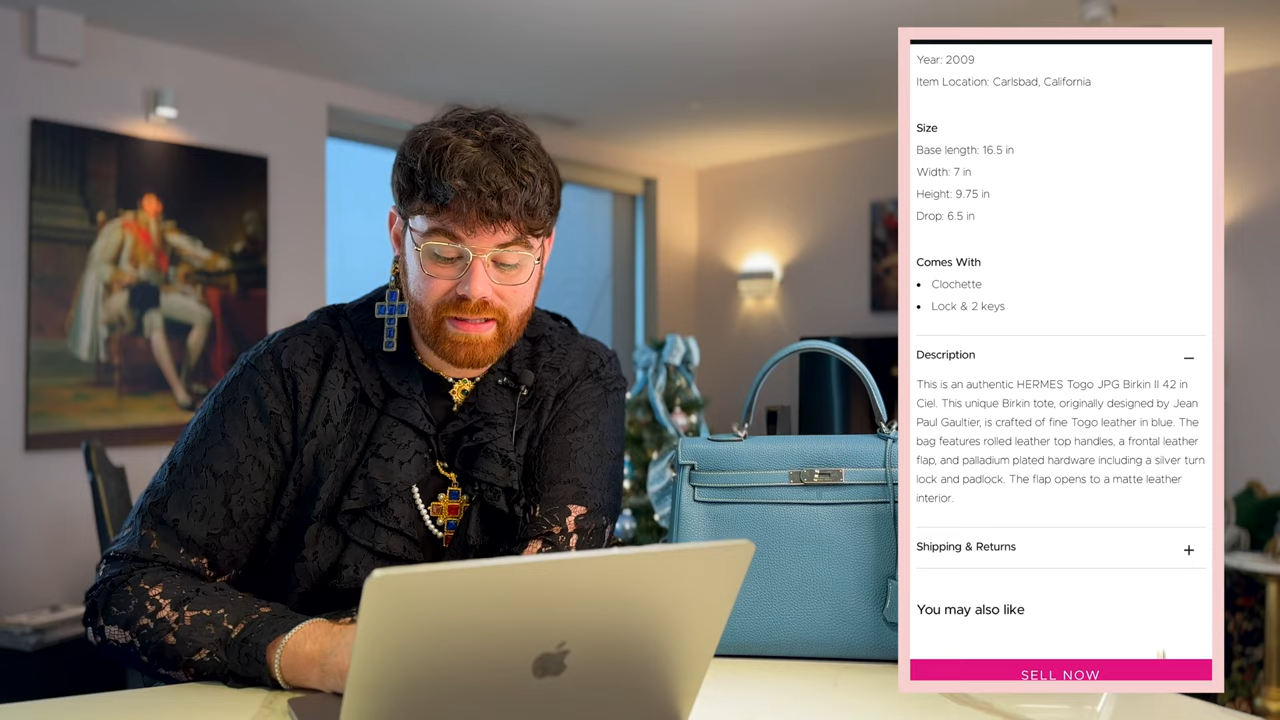 Year: 2009
Item Location: Carlsbad, California
Size
Base length: 16.5 in
Width: 7 in
Height: 9.75 in
Drop: 6.5 in
Comes With
• Clochette
• Lock & 2 keys
Description
This is an authentic HERMES Togo JPG Birkin II 42 in
Ciel. This unique Birkin tote, originally designed by Jean
Paul Gaultier, is crafted of fine Togo leather in blue. The
bag features rolled leather top handles, a frontal leather
flap, and palladium plated hardware including a silver turn
lock and padlock. The flap opens to a matte leather
interior.
Shipping & Returns
You may also like
SELL NOW